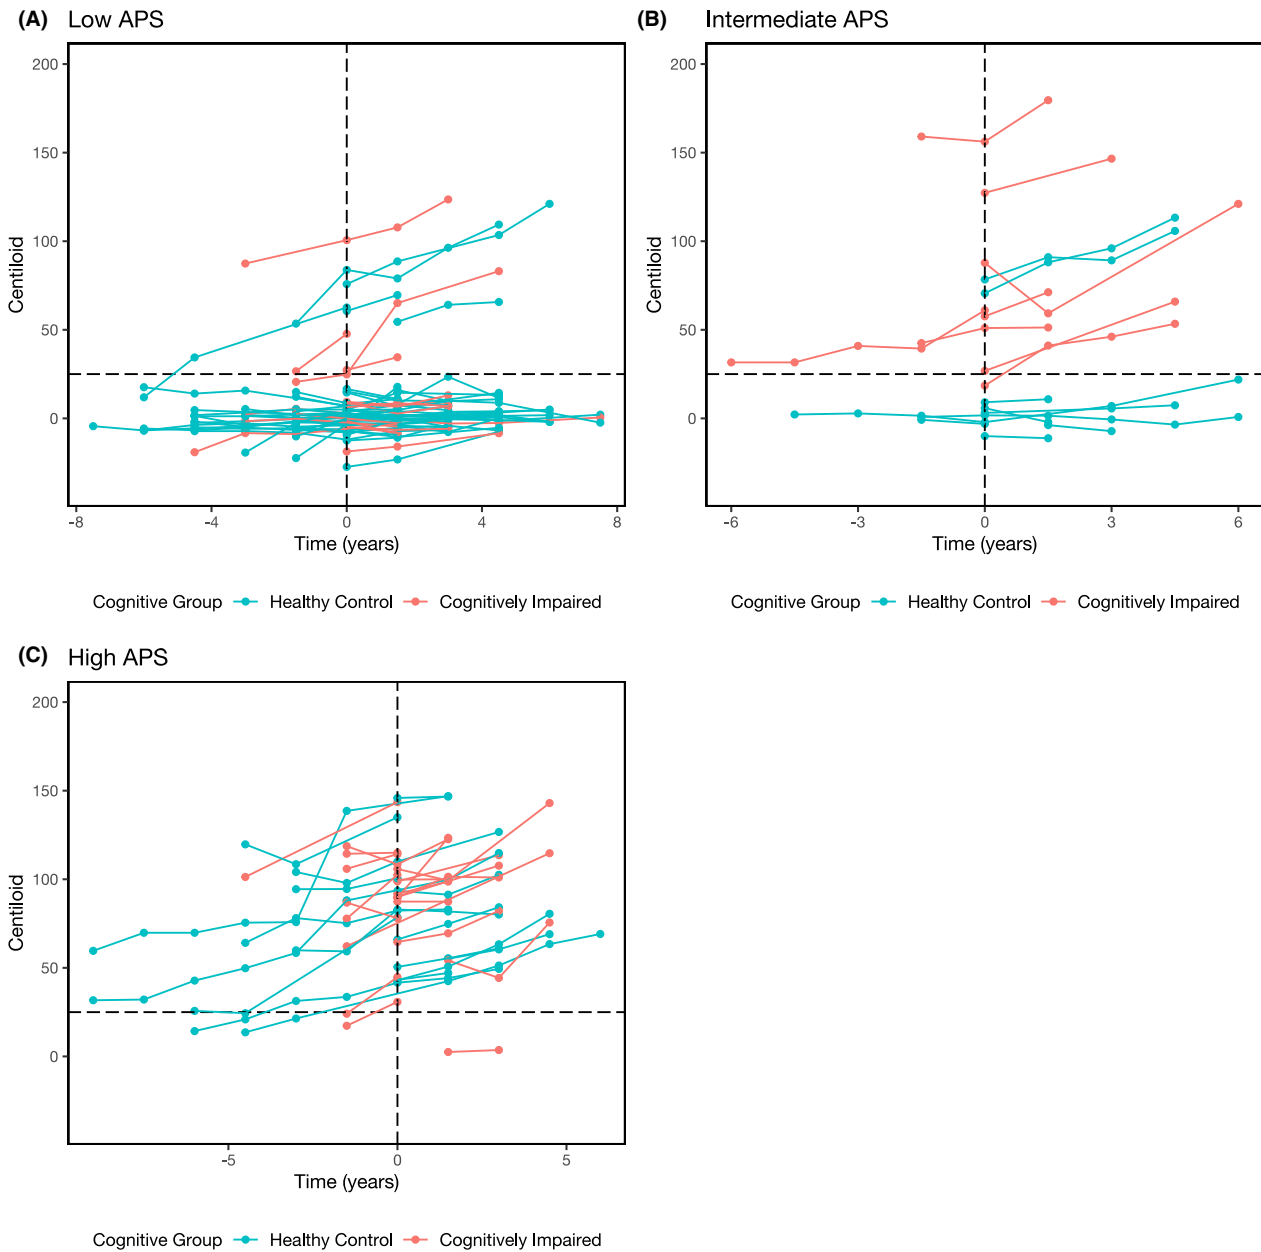 (A) Low APS
200
150
100
50
0
Centiloid
-8 -4 0 4 8
Time (years)
Cognitive Group Healthy Control Cognitively Impaired
(B) Intermediate APS
200
150
100
50
0
Centiloid
-6 -3 0 3 6
Time (years)
Cognitive Group Healthy Control Cognitively Impaired
(C) High APS
200
150
100
50
0
Centiloid
-5 0 5
Time (years)
Cognitive Group Healthy Control Cognitively Impaired